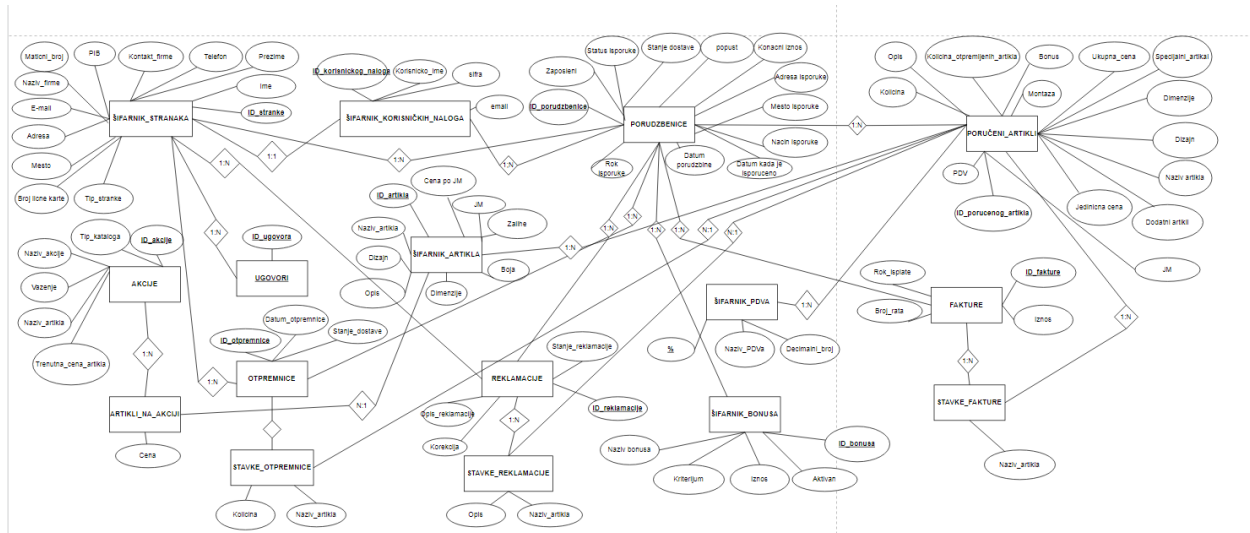 Maticni_broj
PIB
Kontakt_firme
Telefon
Prezime
Naziv_firme
Ime
E-mail
ID_stranke
ŠIFARNIK_STRANAKA
Adresa
Mesto
Broj licne karte
Tip_stranke
ID_korisnickog_naloga
Korisnicko_ime
sifra
email
ŠIFARNIK_KORISNIČKIH_NALOGA
Status isporuke
Stanje dostave
popust
Konacni iznos
Zaposleni
Adresa isporuke
ID_porudzbenice
Mesto isporuke
PORUDZBENICE
Nacin isporuke
Rok
isporuke
Datum
porudzbine
Datum kada je
isporuceno
Opis
Kolicina_otpremljenih_artikla
Bonus
Ukupna_cena
Specijalni_artikal
Kolicina
Montaza
Dimenzije
PORUČENI_ARTIKLI
Dizajn
PDV
Naziv artikla
ID_porucenog_artikla
Jedinicna cena
Dodatni artikli
JM
1:N
1:1
1:N
1:N
1:N
1:N
1:N
1:N
1:N
1:N
1:N
N:1
N:1
Cena po JM
ID_artikla
JM
Naziv_artikla
Zalihe
ŠIFARNIK_ARTIKLA
Dizajn
Boja
Opis
Dimenzije
Tip_kataloga
ID_akcije
Naziv_akcije
Vazenje
AKCIJE
Naziv_artikla
Trenutna_cena_artikla
ID_ugovora
UGOVORI
1:N
ARTIKLI_NA_AKCIJI
Cena
Datum_otpremnice
ID_otpremnice
Stanje_dostave
OTPREMNICE
1:N
N:1
STAVKE_OTPREMNICE
Kolicina
Naziv_artikla
Stanje_reklamacije
REKLAMACIJE
Opis_reklamacije
ID_reklamacije
Korekcija
1:N
STAVKE_REKLAMACIJE
Opis
Naziv_artikla
ŠIFARNIK_PDVA
1:N
%
Naziv_PDVa
Decimalni_broj
ŠIFARNIK_BONUSA
Naziv bonusa
ID_bonusa
Kriterijum
Iznos
Aktivan
Rok_isplate
ID_fakture
FAKTURE
Broj_rata
Iznos
1:N
1:N
STAVKE_FAKTURE
Naziv_artikla